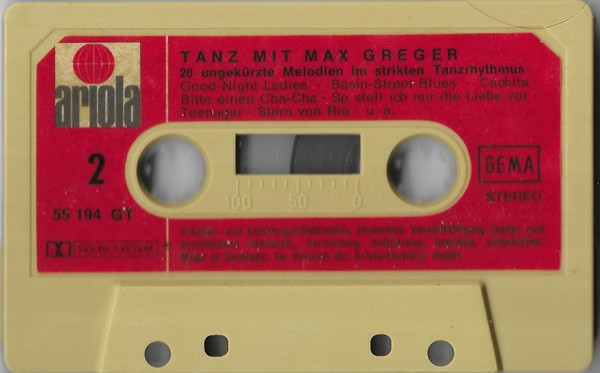 ariola
TANZ MIT MAX GREGER
20 ungekürzte Melodien im strikten Tanzrhythmus
Good-Night Ladies · Basin-Street-Blues · Cachita
Bitte einen Cha-Cha · So stell ich mir die Liebe vor ·
Teenager · Stern von Rio · u. a.
2
GEMA
STEREO
100 50 0
55 194 GT
DOLBY SYSTEM